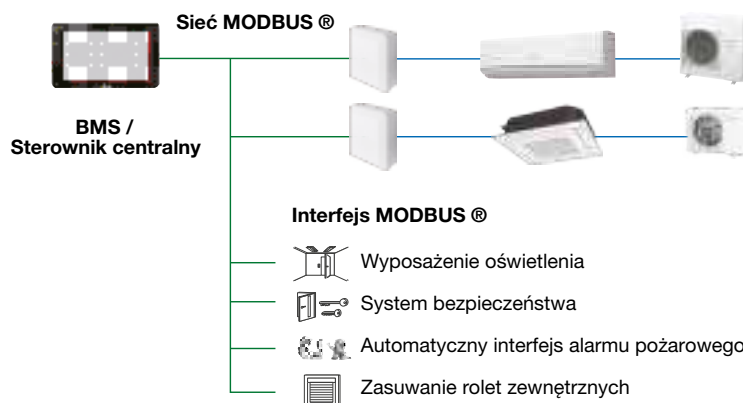 Sieć MODBUS ®
BMS /
Sterownik centralny
Interfejs MODBUS ®
Wyposażenie oświetlenia
System bezpieczeństwa
Automatyczny interfejs alarmu pożarowego
Zasuwanie rolet zewnętrznych